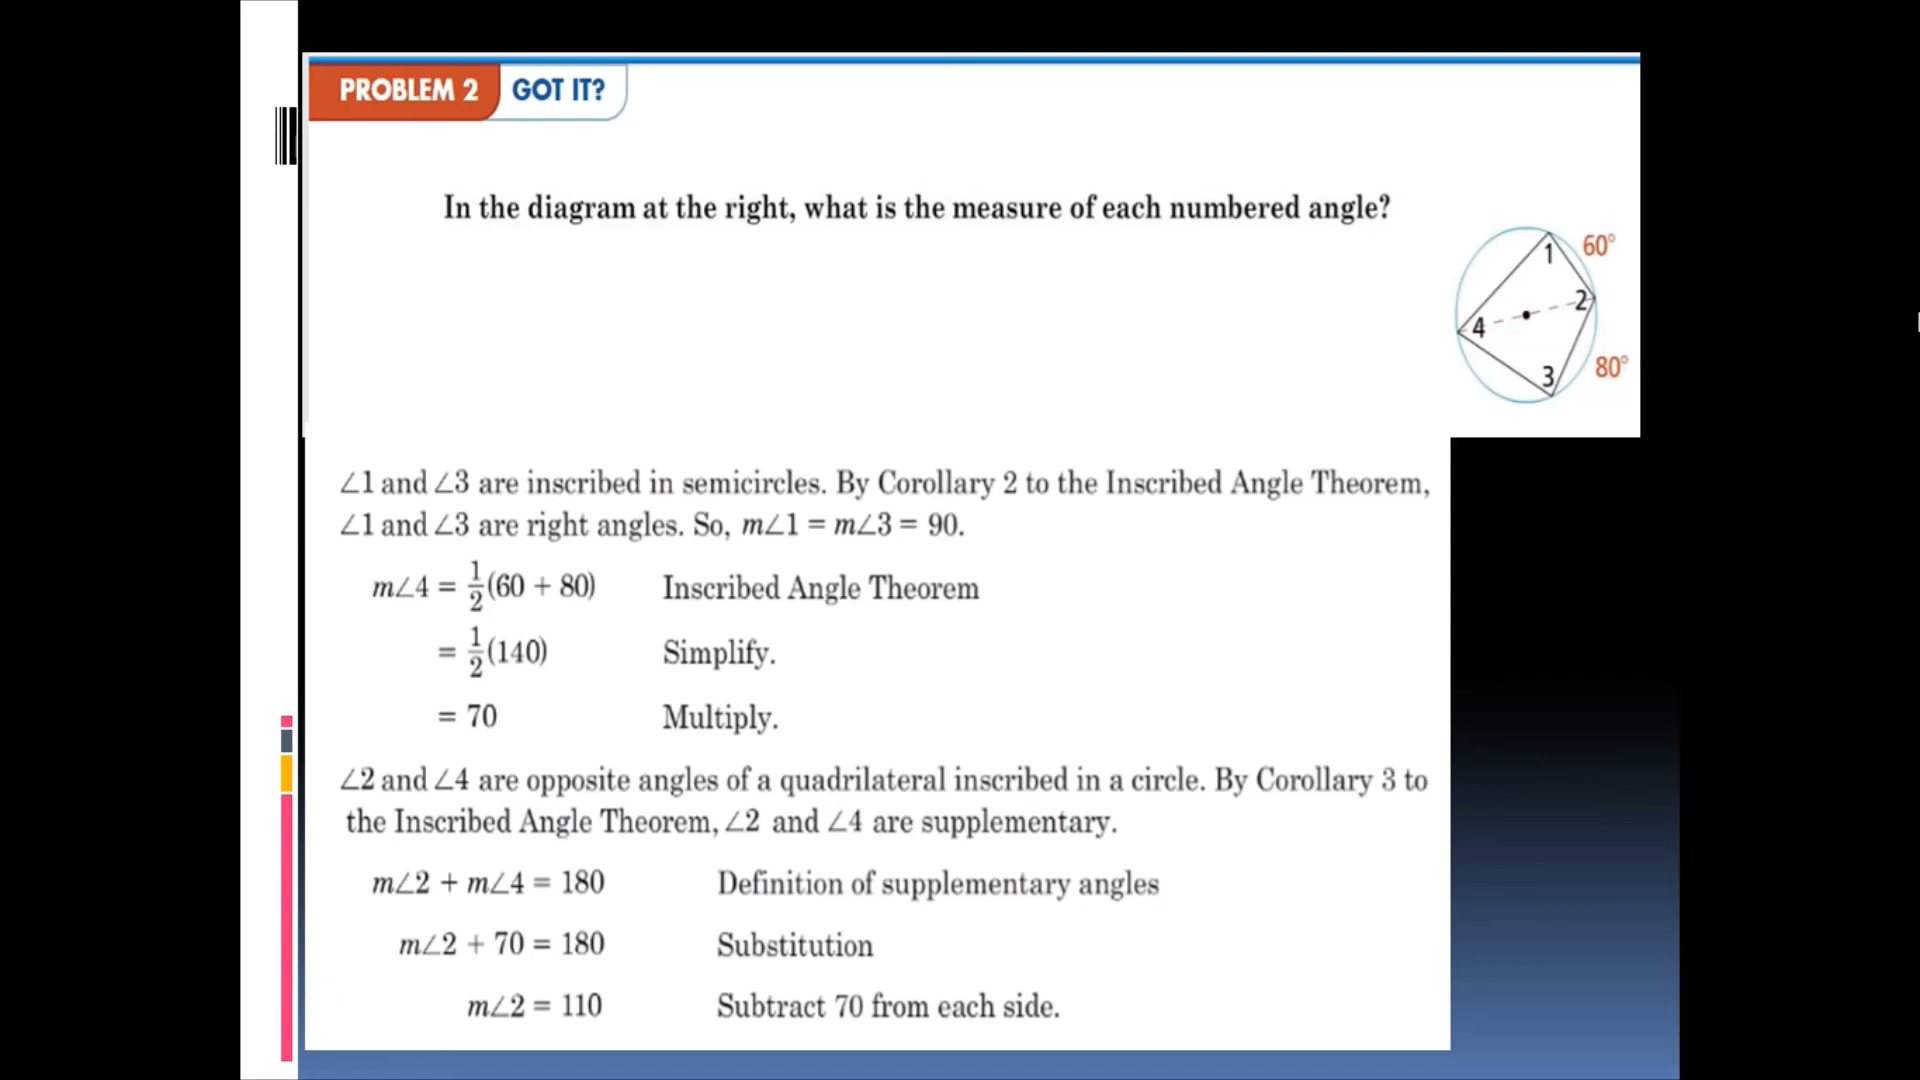 PROBLEM 2 GOT IT?
In the diagram at the right, what is the measure of each numbered angle?
1 60°
2
4
3 80°
∠1 and ∠3 are inscribed in semicircles. By Corollary 2 to the Inscribed Angle Theorem,
∠1 and ∠3 are right angles. So, m∠1 = m∠3 = 90.
m∠4 = 1/2(60 + 80) Inscribed Angle Theorem
= 1/2(140) Simplify.
= 70 Multiply.
∠2 and ∠4 are opposite angles of a quadrilateral inscribed in a circle. By Corollary 3 to
the Inscribed Angle Theorem, ∠2 and ∠4 are supplementary.
m∠2 + m∠4 = 180 Definition of supplementary angles
m∠2 + 70 = 180 Substitution
m∠2 = 110 Subtract 70 from each side.